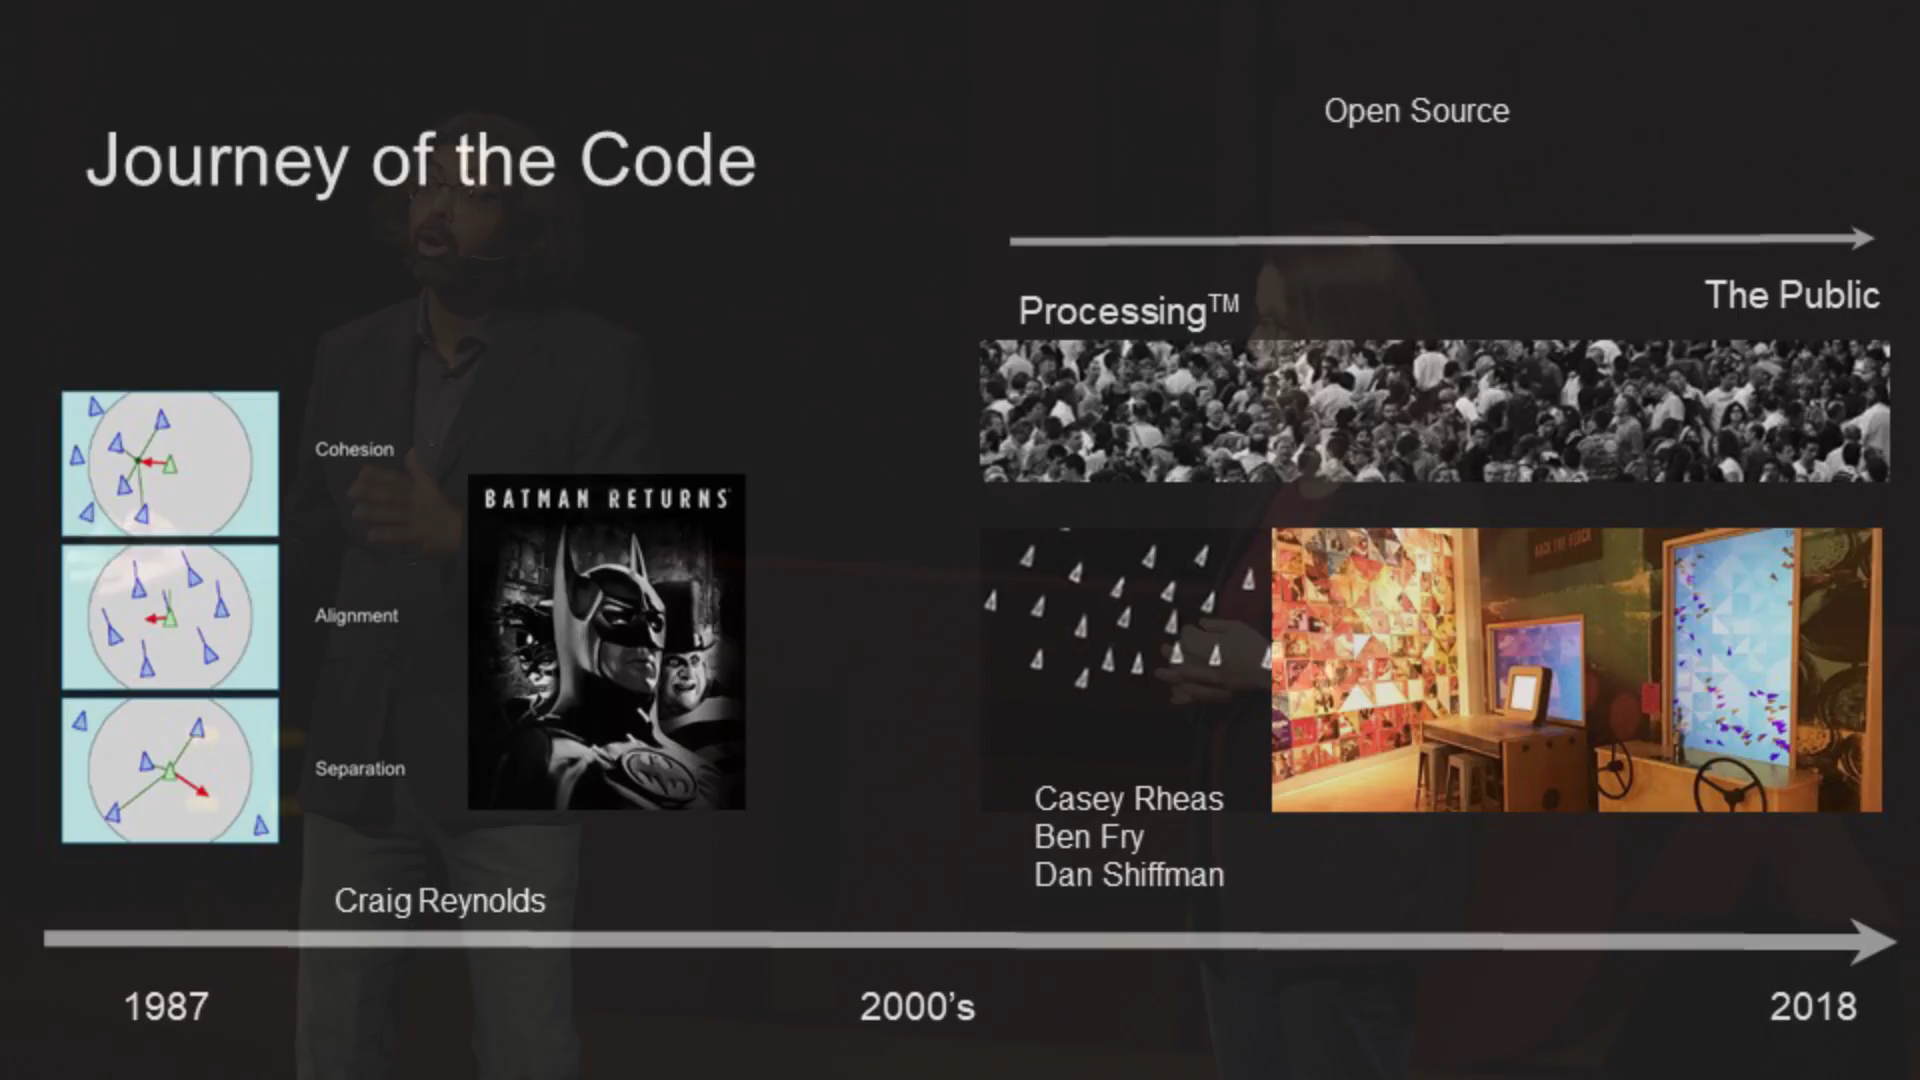 Journey of the Code
Open Source
Processing™
The Public
Cohesion
Alignment
Separation
BATMAN RETURNS
Craig Reynolds
Casey Rheas
Ben Fry
Dan Shiffman
1987
2000's
2018